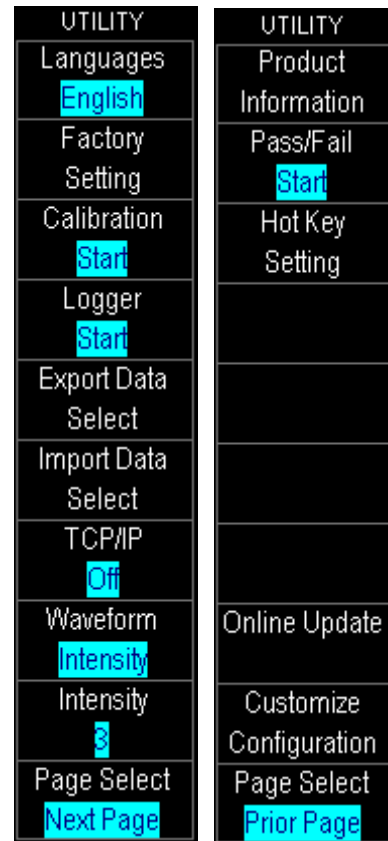 UTILITY
Languages
English
Factory
Setting
Calibration
Start
Logger
Start
Export Data
Select
Import Data
Select
TCP/IP
Off
Waveform
Intensity
Intensity
3
Page Select
Next Page
UTILITY
Product
Information
Pass/Fail
Start
Hot Key
Setting
Online Update
Customize
Configuration
Page Select
Prior Page